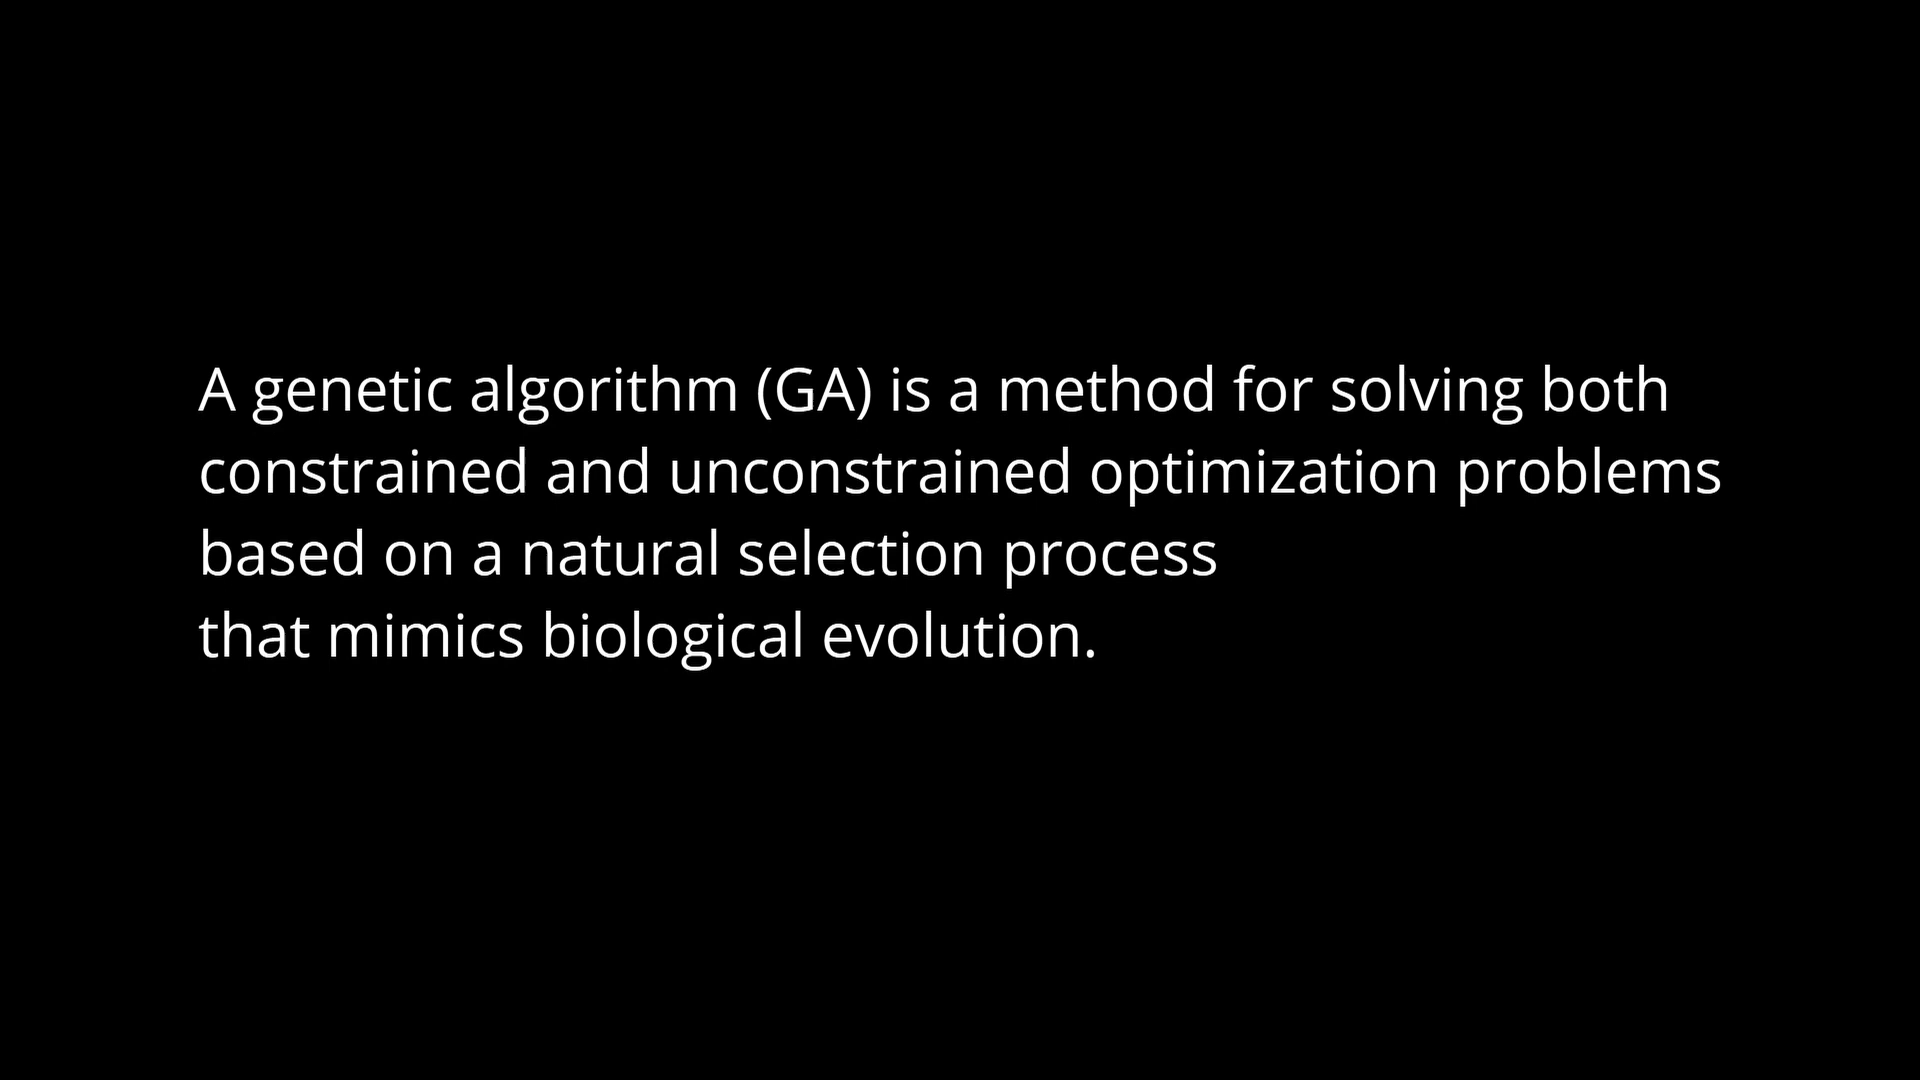 A genetic algorithm (GA) is a method for solving both
constrained and unconstrained optimization problems
based on a natural selection process
that mimics biological evolution.